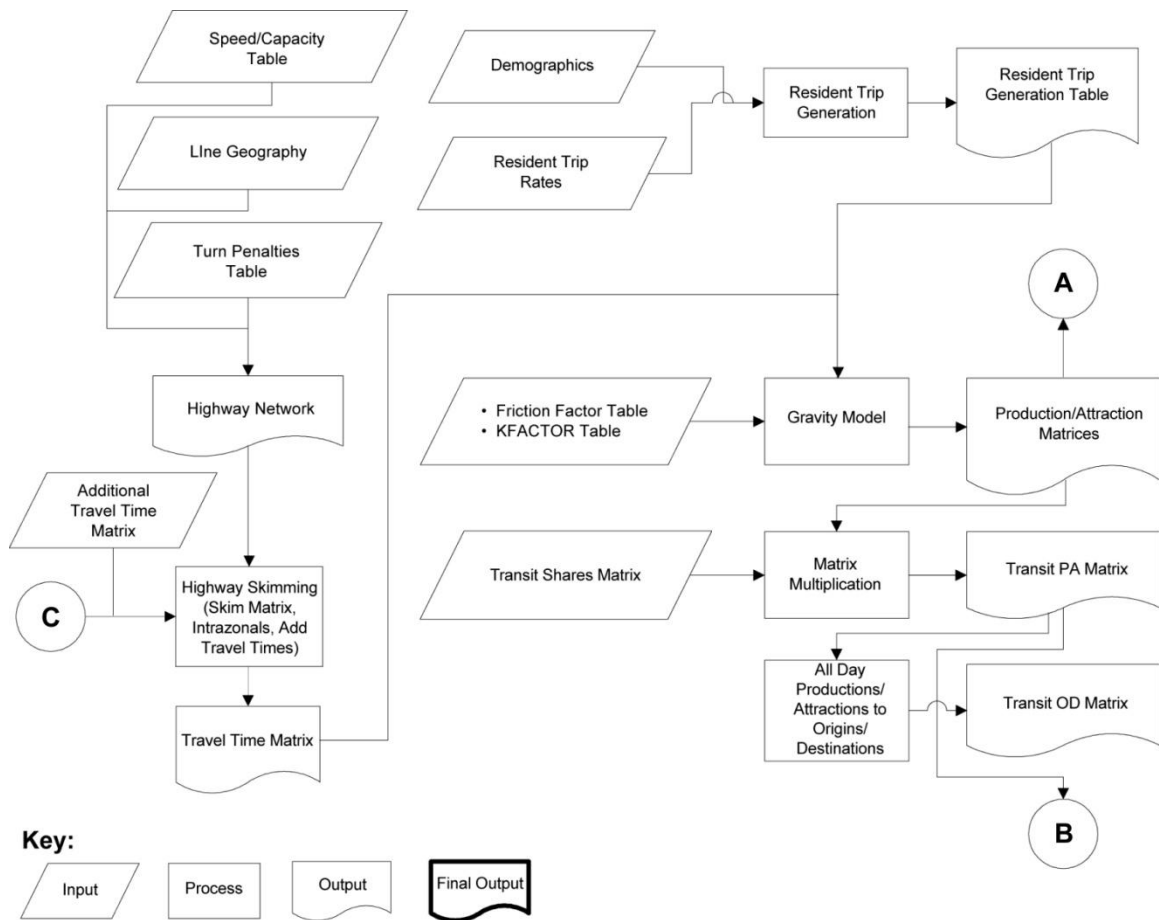 Speed/Capacity
Table
LIne Geography
Turn Penalties
Table
Highway Network
Additional
Travel Time
Matrix
C
Highway Skimming
(Skim Matrix,
Intrazonals, Add
Travel Times)
Travel Time Matrix
Demographics
Resident Trip
Rates
Resident Trip
Generation
Resident Trip
Generation Table
A
• Friction Factor Table
• KFACTOR Table
Gravity Model
Production/Attraction
Matrices
Transit Shares Matrix
Matrix
Multiplication
Transit PA Matrix
All Day
Productions/
Attractions to
Origins/
Destinations
Transit OD Matrix
B
Key:
Input
Process
Output
Final Output